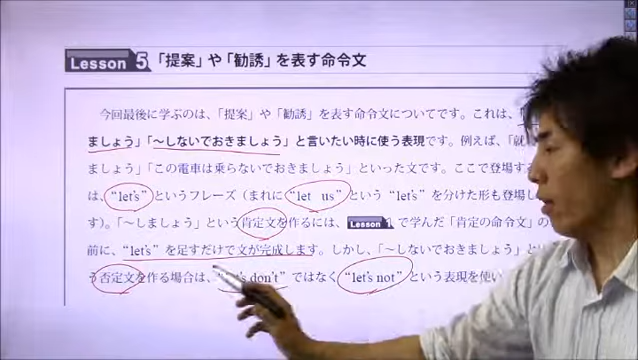 Lesson 5 「提案」や「勧誘」を表す命令文
今回最後に学ぶのは、「提案」や「勧誘」を表す命令文についてです。これは、
ましょう」「～しないでおきましょう」と言いたい時に使う表現です。例えば、「
ましょう」「この電車は乗らないでおきましょう」といった文です。ここで登場す
は、“let's”というフレーズ（まれに“let us”という“let's”を分けた形も登場し
す）。「～しましょう」という肯定文を作るには、Lesson 1 で学んだ「肯定の命令文」の
前に、“let's”を足すだけで文が完成します。しかし、「～しないでおきましょう」と
う否定文を作る場合は、don't”ではなく“let's not”という表現を使い